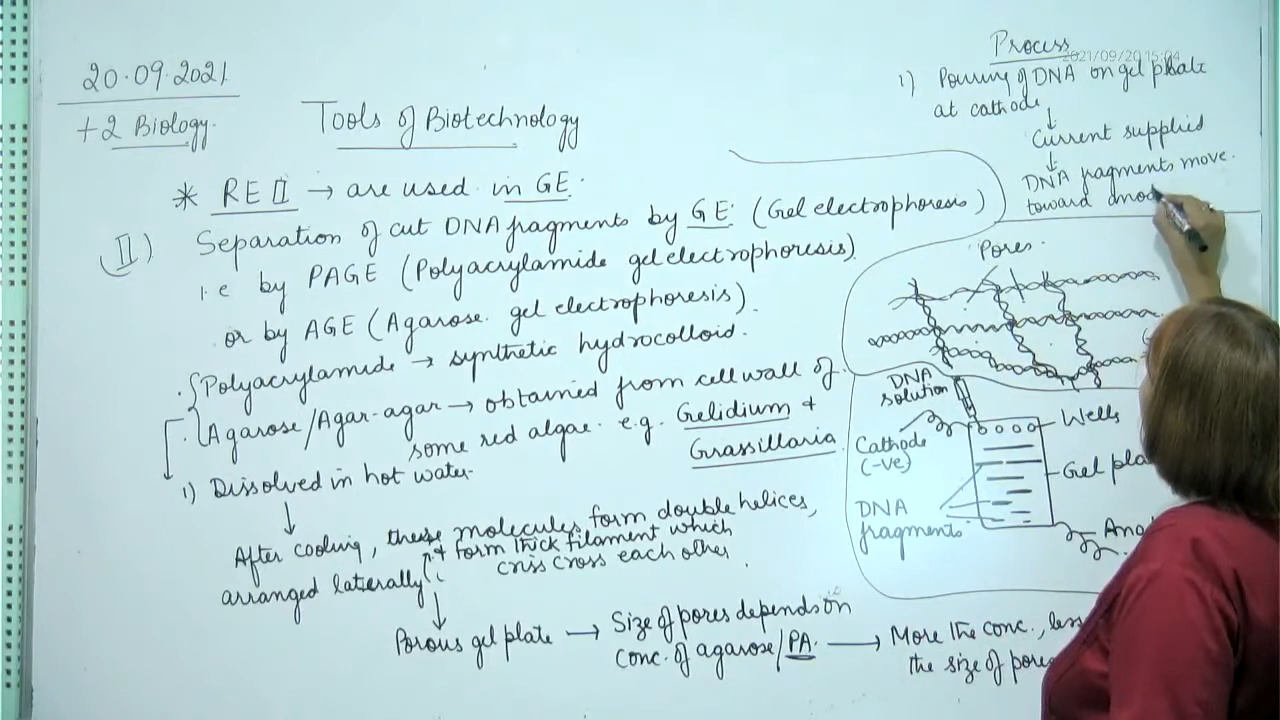 20.09.2021
+2 Biology.
Tools of Biotechnology
* RE II → are used in GE.
II) Separation of cut DNA fragments by GE (Gel electrophoresis)
i.e by PAGE (Polyacrylamide gel electrophoresis)
or by AGE (Agarose gel electrophoresis).
Polyacrylamide → synthetic hydrocolloid.
Agarose/Agar-agar → obtained from cell wall of
some red algae. e.g. Gelidium +
Grassillaria
1) Dissolved in hot water
↓
After cooling, these molecules form double helices,
+ form thick filament which
arranged laterally
criss cross each other
↓
Porous gel plate → Size of pores depends on
conc. of agarose/PA. → More the conc., less
the size of pores
Process
2021/09/20 15:04
1) Pouring of DNA on gel plate
at cathode
↓
Current supplied
↓
DNA fragments move
toward anod
Pores.
DNA
solution
Cathode
(-ve)
Wells
Gel pla
DNA
fragments
Ano